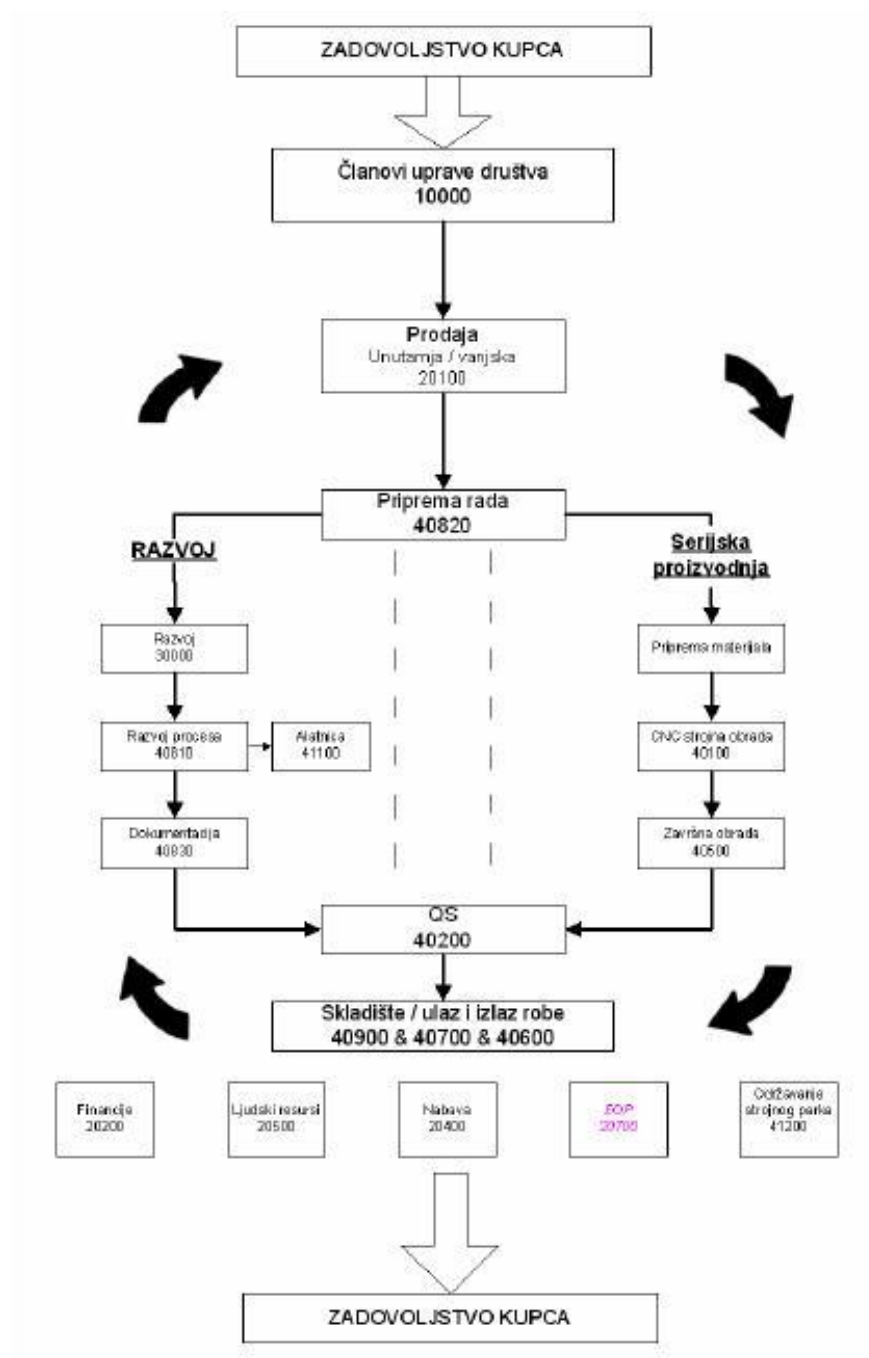 ZADOVOLJSTVO KUPCA
Članovi uprave društva
10000
Prodaja
Unutarnja / vanjska
20100
Priprema rada
40820
RAZVOJ
Serijska
proizvodnja
Razvoj
30000
Priprema materijala
Razvoj procesa
40810
Alatnica
41100
CNC strojna obrada
40100
Dokumentacija
40830
Završna obrada
40500
QS
40200
Skladište / ulaz i izlaz robe
40900 & 40700 & 40600
Financije
20200
Ljudski resursi
20500
Nabava
20400
EOP
20700
Održavanje
strojnog parka
41200
ZADOVOLJSTVO KUPCA